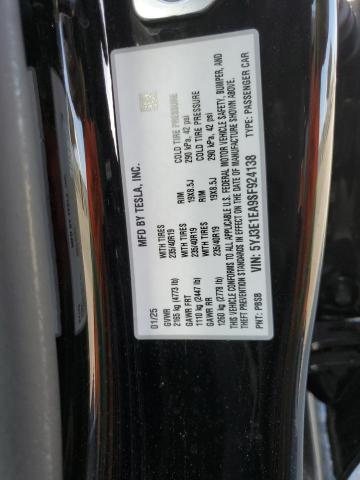 MFD BY TESLA, INC.
01/25
GVWR
2165 kg (4773 lb)
WITH TIRES
235/40R19
RIM
19X8.5J
COLD TIRE PRESSURE
290 kPa, 42 psi
GAWR FRT
1110 kg (2447 lb)
WITH TIRES
235/40R19
RIM
19X8.5J
COLD TIRE PRESSURE
290 kPa, 42 psi
GAWR RR
1260 kg (2778 lb)
WITH TIRES
235/40R19
THIS VEHICLE CONFORMS TO ALL APPLICABLE U.S. FEDERAL MOTOR VEHICLE SAFETY, BUMPER, AND
THEFT PREVENTION STANDARDS IN EFFECT ON THE DATE OF MANUFACTURE SHOWN ABOVE.
VIN: 5YJ3E1EA9SF924138
PNT: PBSB
TYPE: PASSENGER CAR